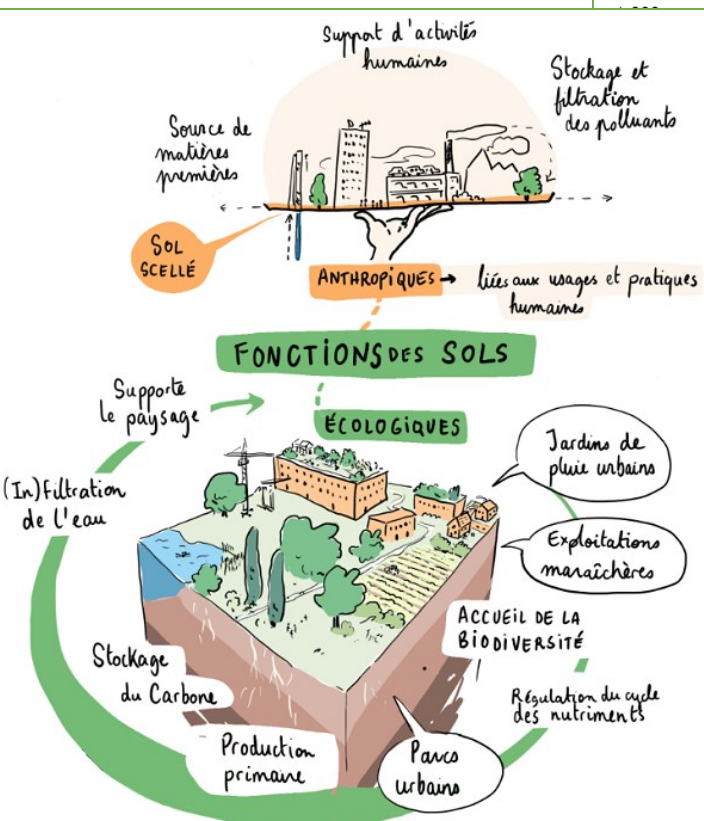 Support d'activités
humaines
Stockage et
filtration
des polluants
Source de
matières
premières
SOL
SCELLÉ
ANTHROPIQUES → liées aux usages et pratiques
humaines
FONCTIONS DES SOLS
ÉCOLOGIQUES
Supporte
le paysage
(In)filtration
de l'eau
Jardins de
pluie urbains
Exploitations
maraîchères
ACCUEIL DE LA
BIODIVERSITÉ
Stockage
du Carbone
Régulation du cycle
des nutriments
Production
primaire
Parcs
urbains